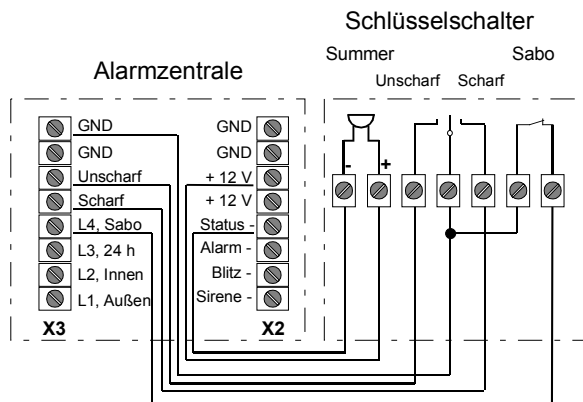 Schlüsselschalter
Summer
Sabo
Unscharf
Scharf
Alarmzentrale
GND
GND
Unscharf
Scharf
L4, Sabo
L3, 24 h
L2, Innen
L1, Außen
X3
GND
GND
+ 12 V
+ 12 V
Status -
Alarm -
Blitz -
Sirene -
X2
- +